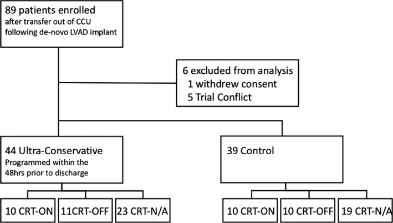 89 patients enrolled
after transfer out of CCU
following de-novo LVAD implant
6 excluded from analysis
1 withdrew consent
5 Trial Conflict
44 Ultra-Conservative
Programmed within the
48hrs prior to discharge
39 Control
10 CRT-ON
11CRT-OFF
23 CRT-N/A
10 CRT-ON
10 CRT-OFF
19 CRT-N/A